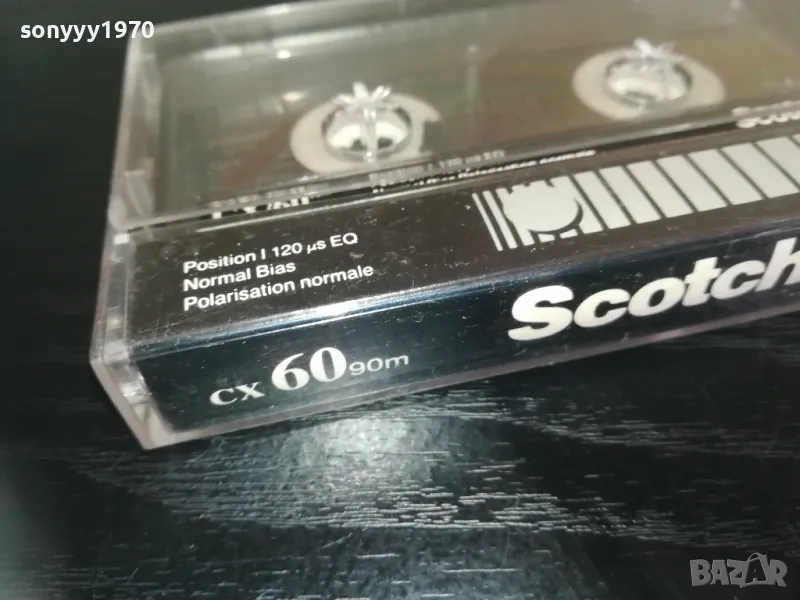 sonyyy1970
Position I 120 µs EQ
Normal Bias
Polarisation normale
Scotch
CX 60 90m
BAZAR